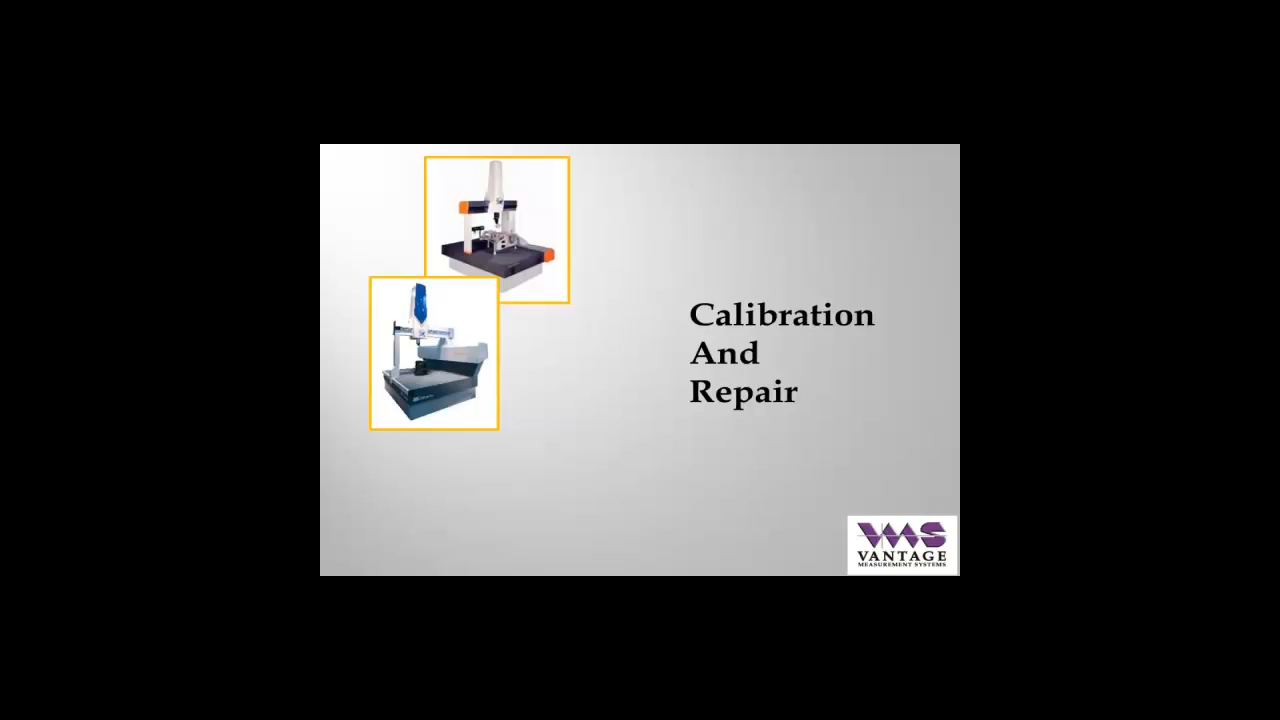 Calibration
And
Repair
VMS
VANTAGE
MEASUREMENT SYSTEMS